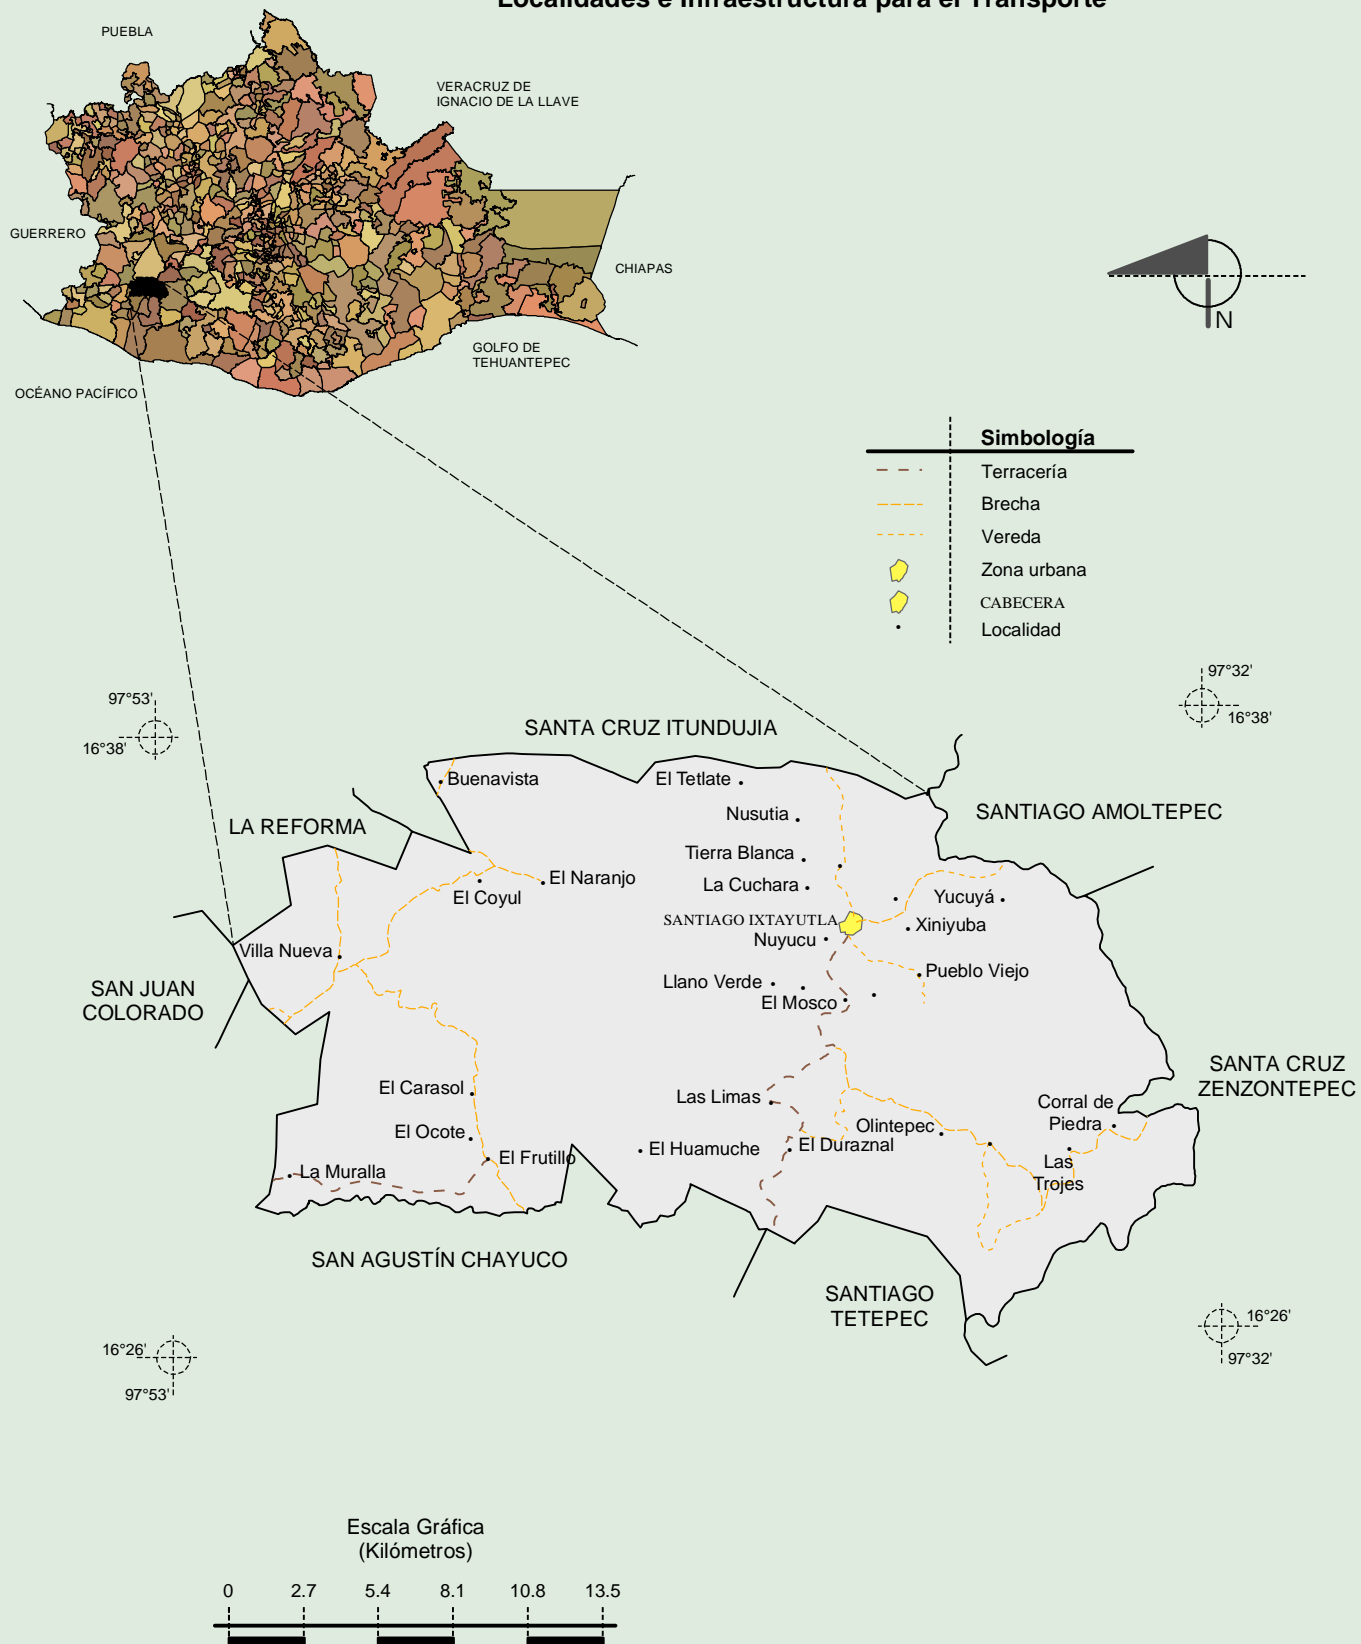 Localidades e Infraestructura para el Transporte
PUEBLA
VERACRUZ DE
IGNACIO DE LA LLAVE
GUERRERO
CHIAPAS
GOLFO DE
TEHUANTEPEC
OCÉANO PACÍFICO
N
Simbología
Terracería
Brecha
Vereda
Zona urbana
CABECERA
Localidad
97°53'
16°38'
97°32'
16°38'
SANTA CRUZ ITUNDUJIA
Buenavista
El Tetlate
Nusutia
SANTIAGO AMOLTEPEC
LA REFORMA
Tierra Blanca
El Naranjo
El Coyul
La Cuchara
Yucuyá
SANTIAGO IXTAYUTLA
Xiniyuba
Nuyucu
Villa Nueva
Pueblo Viejo
Llano Verde
SAN JUAN
COLORADO
El Mosco
SANTA CRUZ
ZENZONTEPEC
El Carasol
Las Limas
Corral de
Piedra
El Ocote
Olintepec
El Huamuche
El Duraznal
El Frutillo
Las
Trojes
La Muralla
SAN AGUSTÍN CHAYUCO
SANTIAGO
TETEPEC
16°26'
97°53'
16°26'
97°32'
Escala Gráfica
(Kilómetros)
0 2.7 5.4 8.1 10.8 13.5